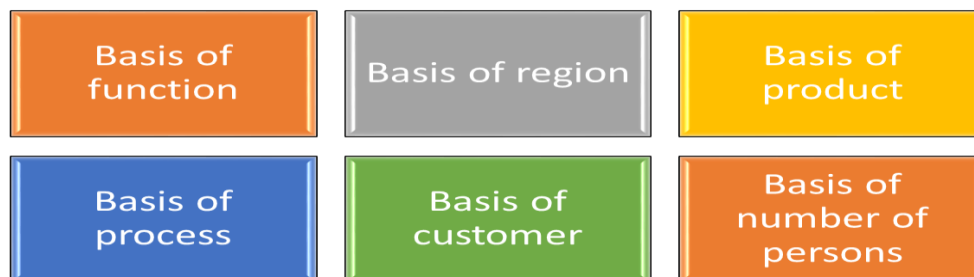 Basis of
function
Basis of region
Basis of
product
Basis of
process
Basis of
customer
Basis of
number of
persons